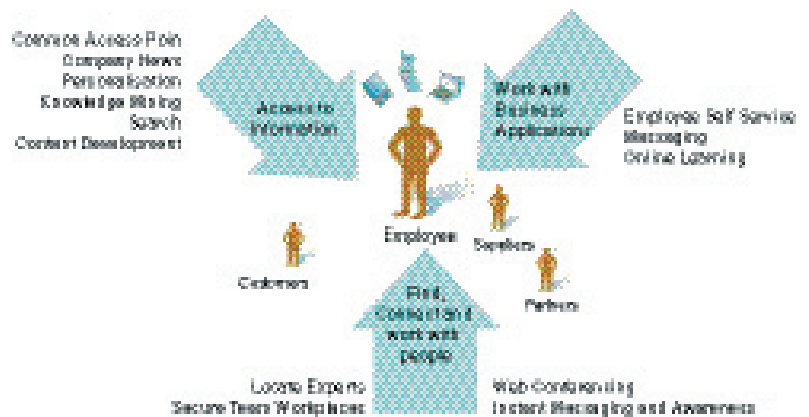 Common Access Poin
Company News
Personalisation
Knowledge Mining
Search
Content Development
Access to
Information
Work with
Business
Applications
Employee Self Service
Messaging
Online Learning
Employee
Customers
Suppliers
Partners
Find,
Connect and
work with
people
Locate Experts
Secure Team Workplaces
Web Conferencing
Instant Messaging and Awareness